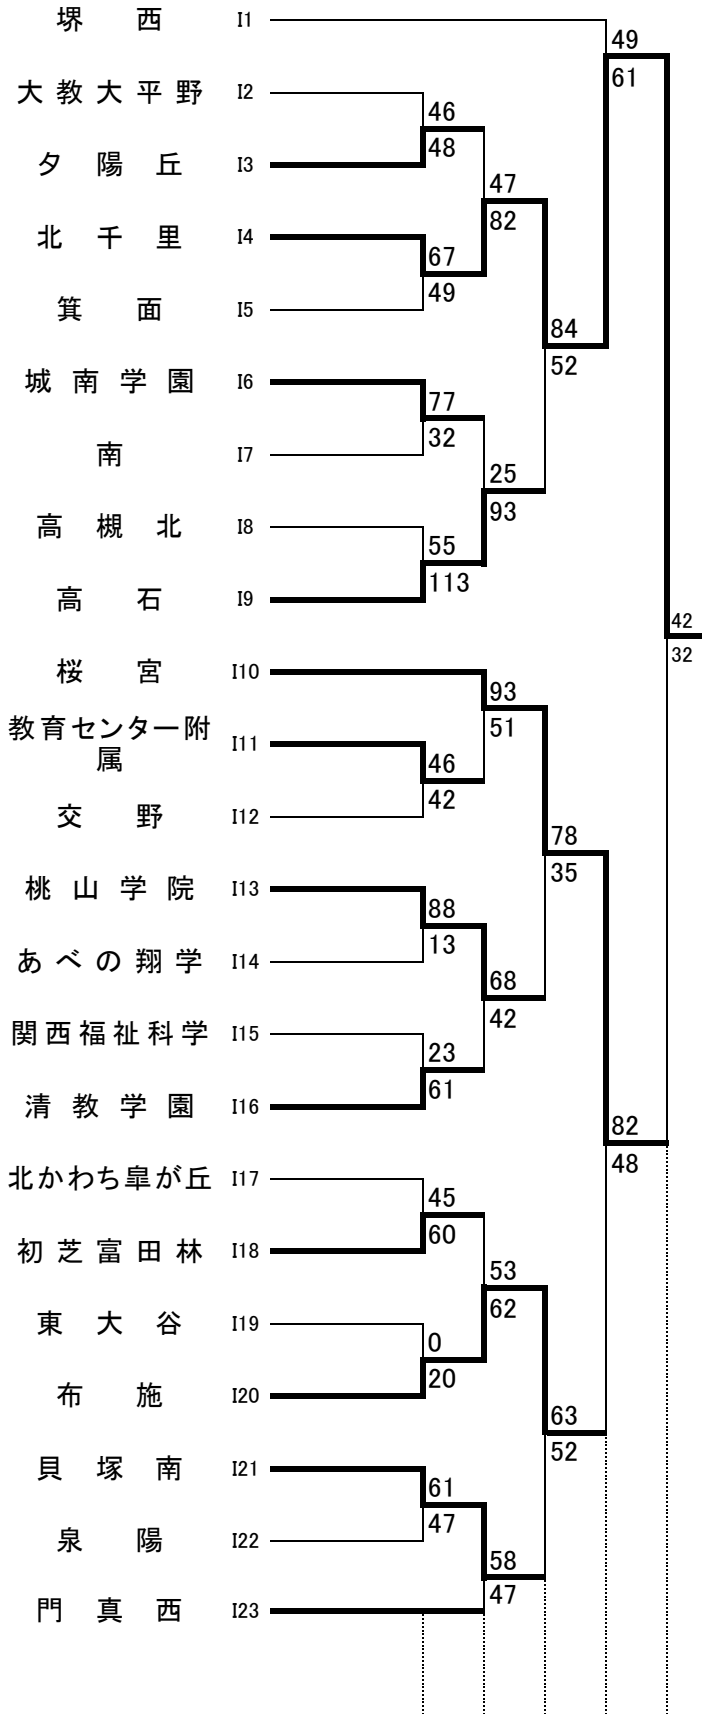 堺西 I1
49
61
大教大平野 I2
46
48
夕陽丘 I3
47
82
北千里 I4
67
49
箕面 I5
84
52
城南学園 I6
77
32
南 I7
25
93
高槻北 I8
55
113
高石 I9
42
32
桜宮 I10
93
51
教育センター附
属 I11
46
42
交野 I12
78
35
桃山学院 I13
88
13
あべの翔学 I14
68
42
関西福祉科学 I15
23
61
清教学園 I16
82
48
北かわち皐が丘 I17
45
60
初芝富田林 I18
53
62
東大谷 I19
0
20
布施 I20
63
52
貝塚南 I21
61
47
泉陽 I22
58
47
門真西 I23